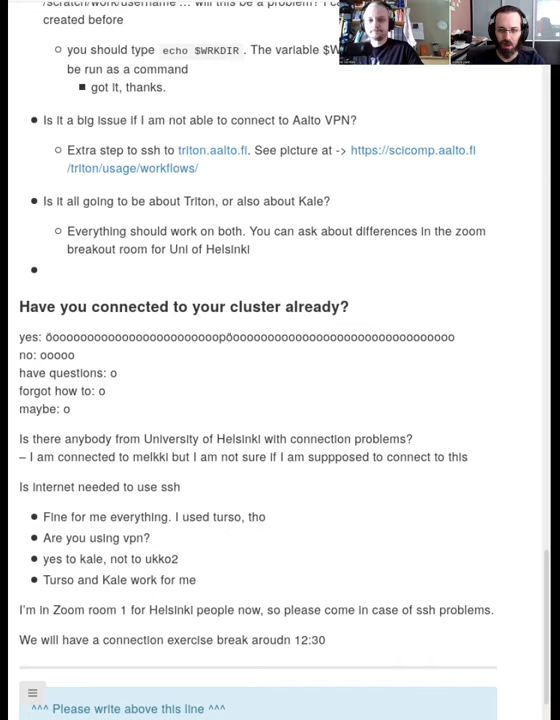 created before
you should type echo $WRKDIR . The variable $W
be run as a command
got it, thanks.
Is it a big issue if I am not able to connect to Aalto VPN?
Extra step to ssh to triton.aalto.fi. See picture at -> https://scicomp.aalto.fi
/triton/usage/workflows/
Is it all going to be about Triton, or also about Kale?
Everything should work on both. You can ask about differences in the zoom
breakout room for Uni of Helsinki
Have you connected to your cluster already?
yes: öooooooooooooooooooooooooopöoooooooooooooooooooooooooooooooo
no: ooooo
have questions: o
forgot how to: o
maybe: o
Is there anybody from University of Helsinki with connection problems?
– I am connected to melkki but I am not sure if I am suppposed to connect to this
Is internet needed to use ssh
Fine for me everything. I used turso, tho
Are you using vpn?
yes to kale, not to ukko2
Turso and Kale work for me
I'm in Zoom room 1 for Helsinki people now, so please come in case of ssh problems.
We will have a connection exercise break aroudn 12:30
^^^ Please write above this line ^^^